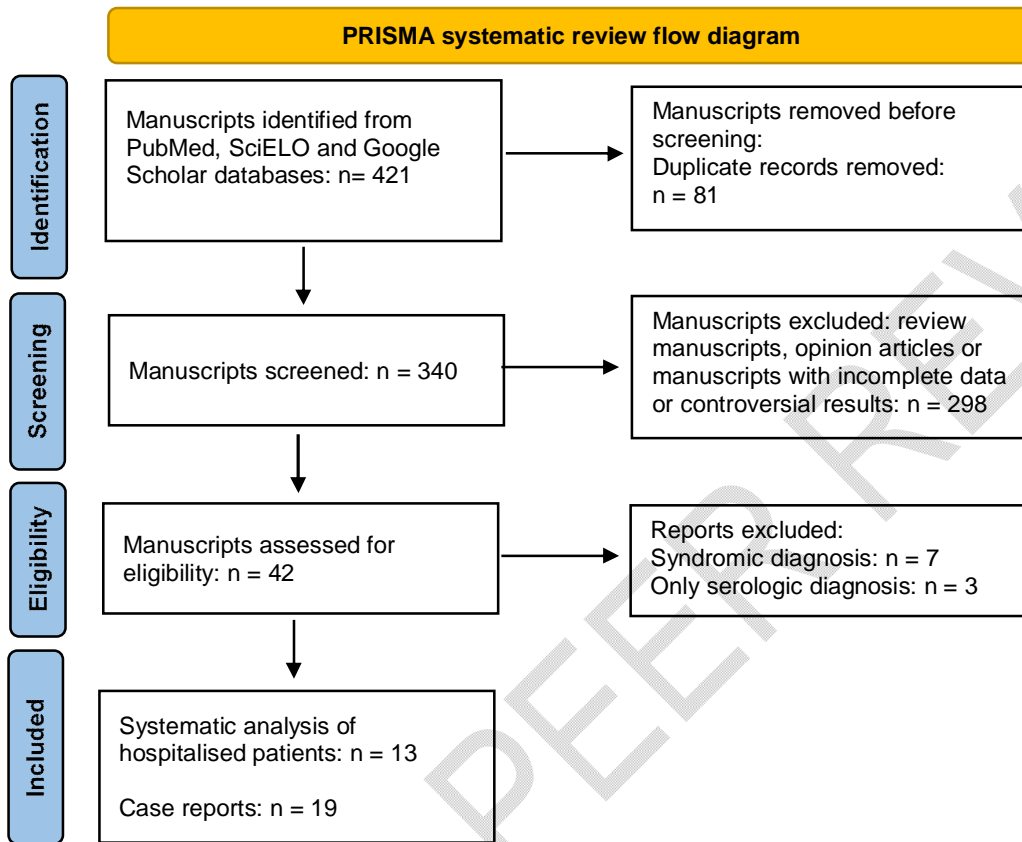 PRISMA systematic review flow diagram
Identification
Manuscripts identified from
PubMed, SciELO and Google
Scholar databases: n= 421
Manuscripts removed before
screening:
Duplicate records removed:
n = 81
Screening
Manuscripts screened: n = 340
Manuscripts excluded: review
manuscripts, opinion articles or
manuscripts with incomplete data
or controversial results: n = 298
Eligibility
Manuscripts assessed for
eligibility: n = 42
Reports excluded:
Syndromic diagnosis: n = 7
Only serologic diagnosis: n = 3
Included
Systematic analysis of
hospitalised patients: n = 13
Case reports: n = 19
PEER